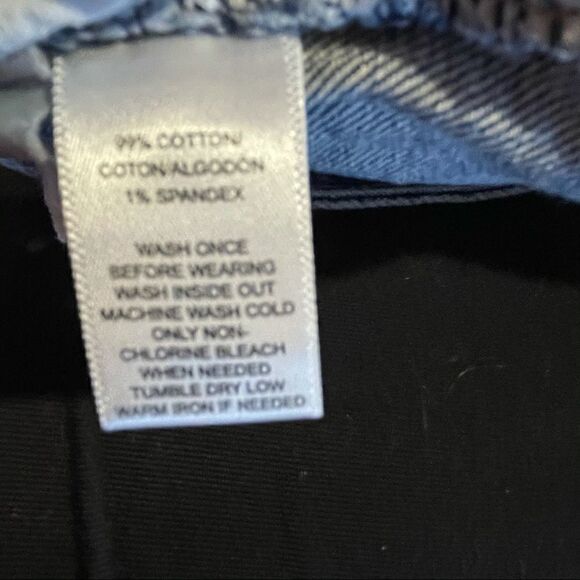 99% COTTON/
COTON/ALGODÓN
1% SPANDEX
WASH ONCE
BEFORE WEARING
WASH INSIDE OUT
MACHINE WASH COLD
ONLY NON-
CHLORINE BLEACH
WHEN NEEDED
TUMBLE DRY LOW
WARM IRON IF NEEDED